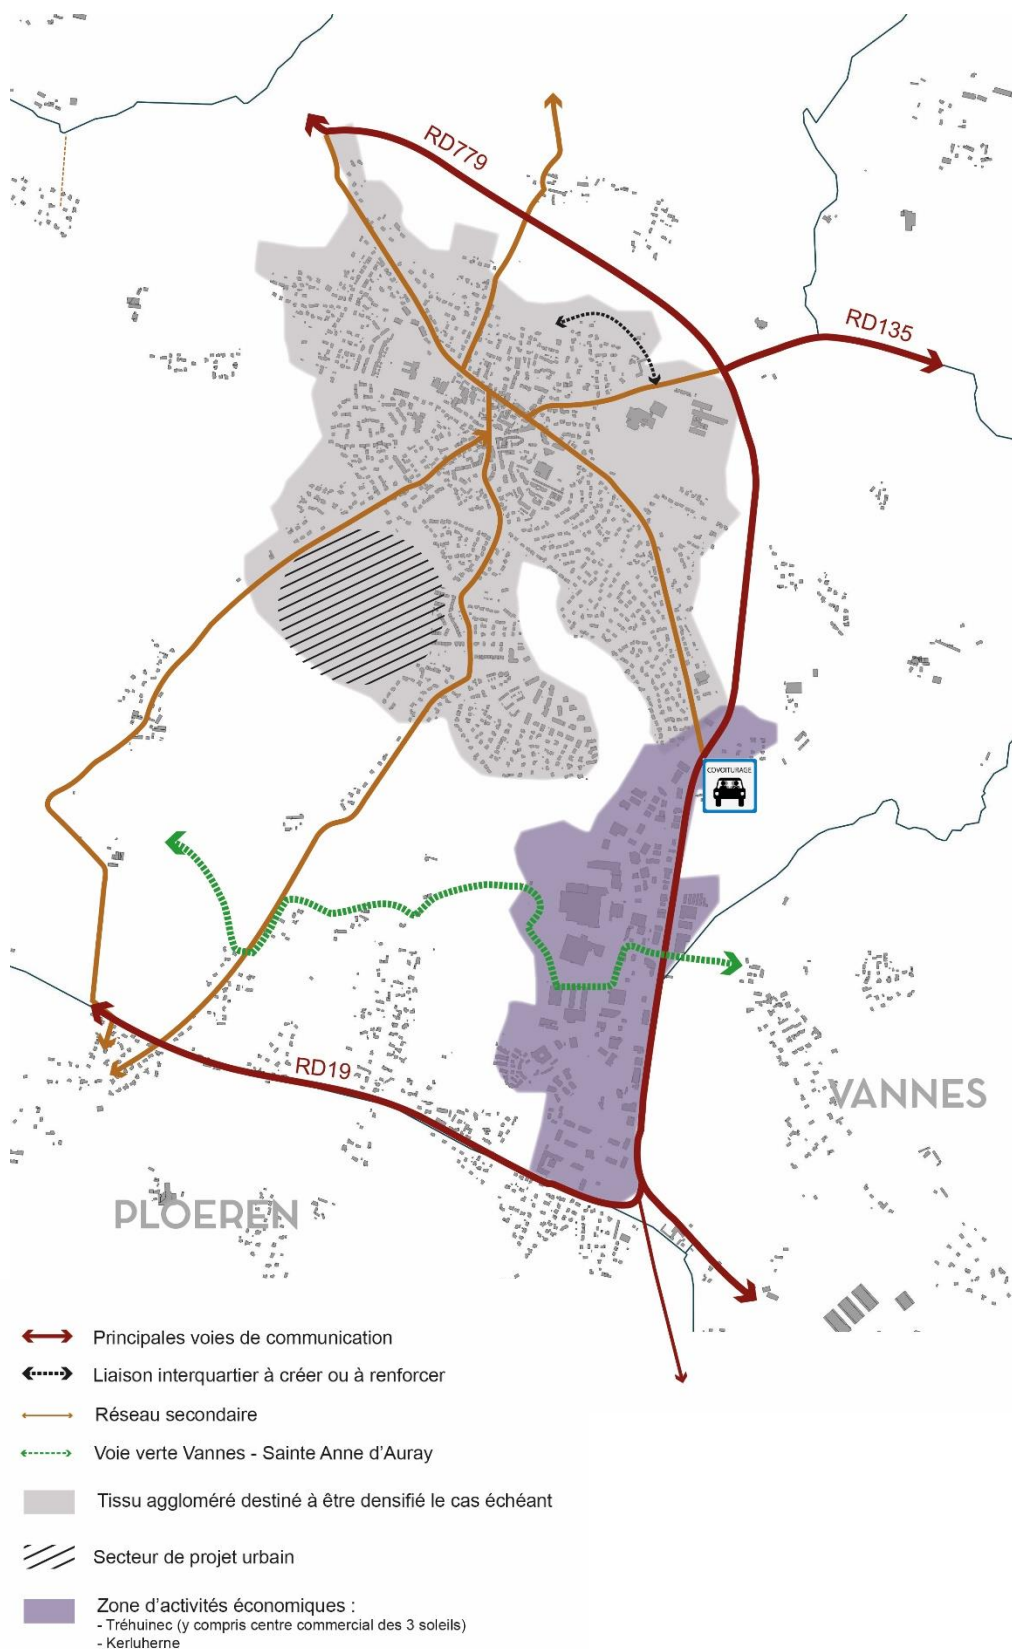 RD779
RD135
COVOITURAGE
RD19
VANNES
PLOEREN
Principales voies de communication
Liaison interquartier à créer ou à renforcer
Réseau secondaire
Voie verte Vannes - Sainte Anne d'Auray
Tissu aggloméré destiné à être densifié le cas échéant
Secteur de projet urbain
Zone d'activités économiques :
- Tréhuinec (y compris centre commercial des 3 soleils)
- Kerluherne